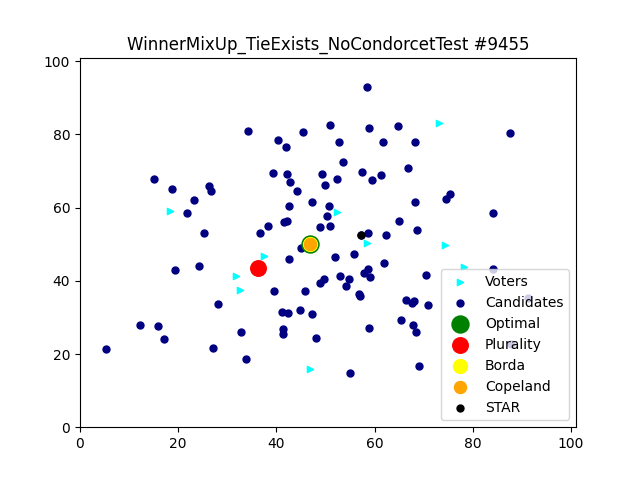 WinnerMixUp_TieExists_NoCondorcetTest #9455
100
80
60
40
20
0
0
20
40
60
80
100
Voters
Candidates
Optimal
Plurality
Borda
Copeland
STAR